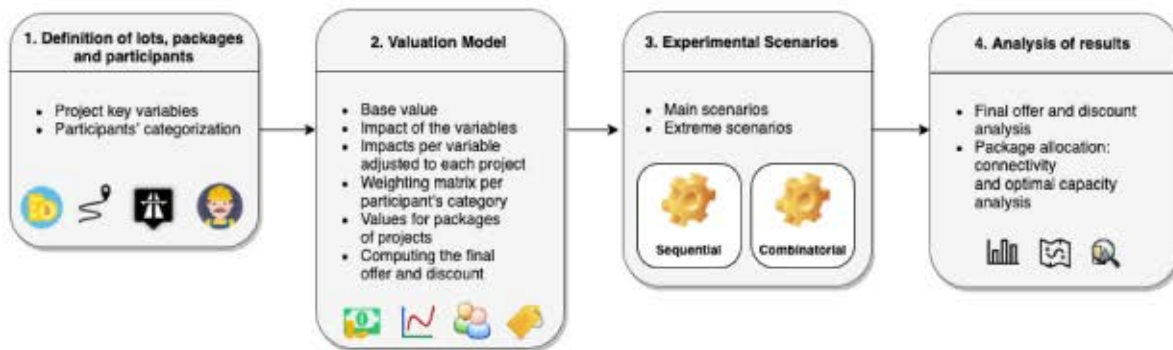 1. Definition of lots, packages
and participants
• Project key variables
• Participants' categorization
2. Valuation Model
• Base value
• Impact of the variables
• Impacts per variable
adjusted to each project
• Weighting matrix per
participant's category
• Values for packages
of projects
• Computing the final
offer and discount
3. Experimental Scenarios
• Main scenarios
• Extreme scenarios
Sequential
Combinatorial
4. Analysis of results
• Final offer and discount
analysis
• Package allocation:
connectivity
and optimal capacity
analysis